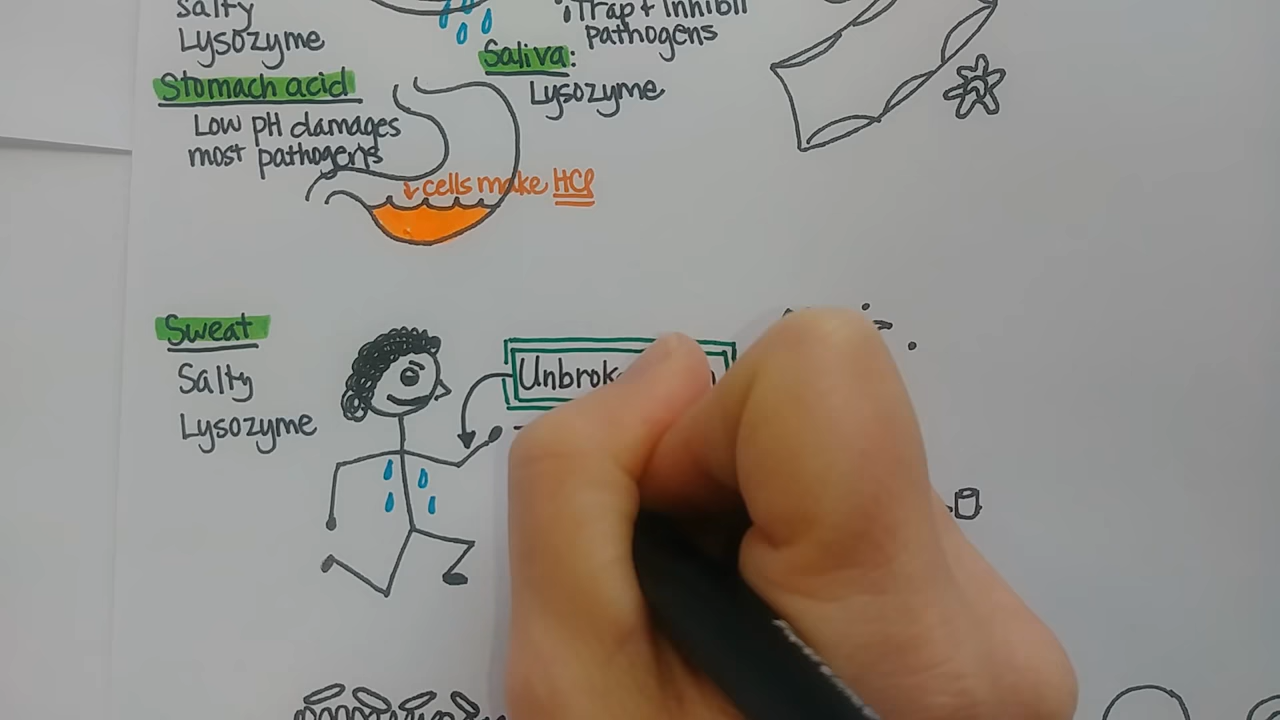 Salty
Lysozyme
Trap + Inhibit
pathogens
Saliva:
Lysozyme
Stomach acid
Low pH damages
most pathogens
↓ cells make HCl
Sweat
Salty
Lysozyme